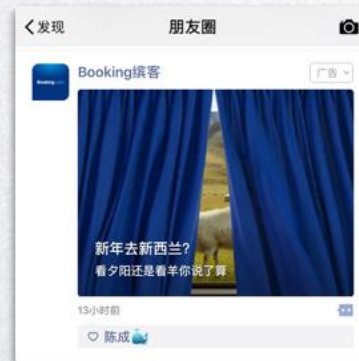 发现
朋友圈
Booking缤客
广告
新年去新西兰?
看夕阳还是看羊你说了算
13小时前
陈成